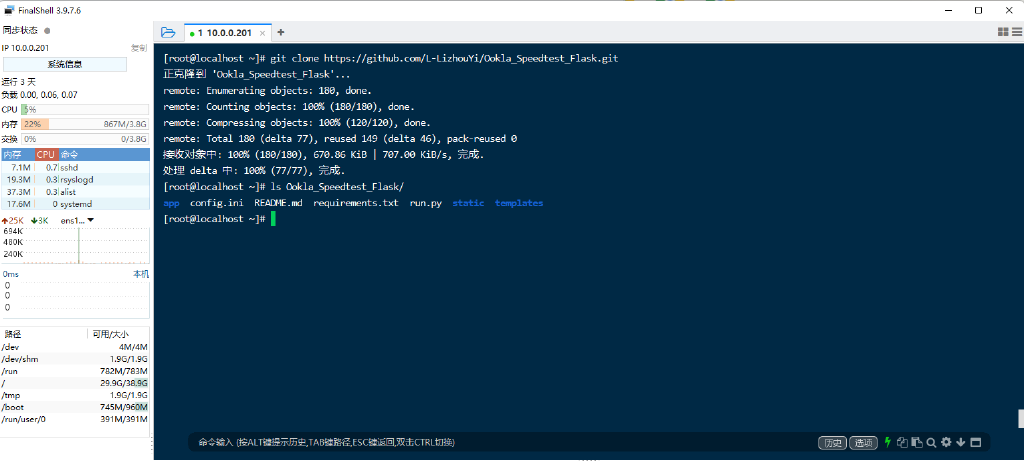 FinalShell 3.9.7.6
同步状态
IP 10.0.0.201
复制
系统信息
运行 3 天
负载 0.00, 0.06, 0.07
CPU 5%
内存 22% 867M/3.8G
交换 0% 0/3.8G
内存 CPU 命令
7.1M 0.7 sshd
19.3M 0.3 rsyslogd
37.3M 0.3 alist
17.6M 0 systemd
25K 3K ens1...
694K
480K
240K
0ms 本机
0
0
0
路径 可用/大小
/dev 4M/4M
/dev/shm 1.9G/1.9G
/run 782M/783M
/ 29.9G/38.9G
/tmp 1.9G/1.9G
/boot 745M/960M
/run/user/0 391M/391M
1 10.0.0.201
[root@localhost ~]# git clone https://github.com/L-LizhouYi/Ookla_Speedtest_Flask.git
正克隆到 'Ookla_Speedtest_Flask'...
remote: Enumerating objects: 180, done.
remote: Counting objects: 100% (180/180), done.
remote: Compressing objects: 100% (120/120), done.
remote: Total 180 (delta 77), reused 149 (delta 46), pack-reused 0
接收对象中: 100% (180/180), 670.86 KiB | 707.00 KiB/s, 完成.
处理 delta 中: 100% (77/77), 完成.
[root@localhost ~]# ls Ookla_Speedtest_Flask/
app config.ini README.md requirements.txt run.py static templates
[root@localhost ~]#
命令输入 (按ALT键提示历史,TAB键路径,ESC键返回,双击CTRL切换)
历史 选项